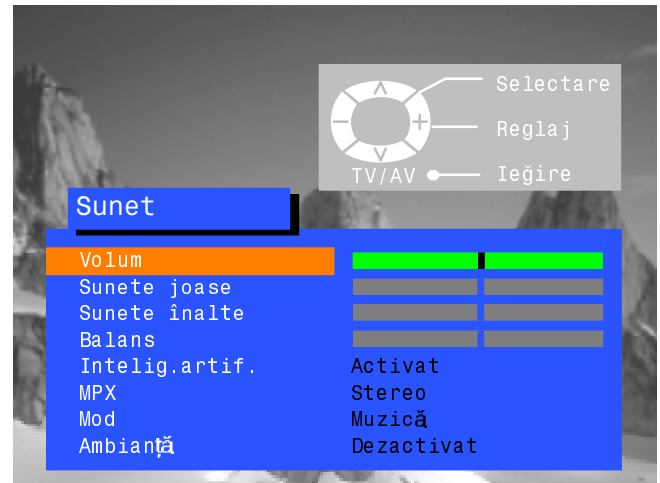 Selectare
Reglaj
TV/AV Ieğire
Sunet
Volum
Sunete joase
Sunete înalte
Balans
Intelig.artif. Activat
MPX Stereo
Mod Muzică
Ambianță Dezactivat